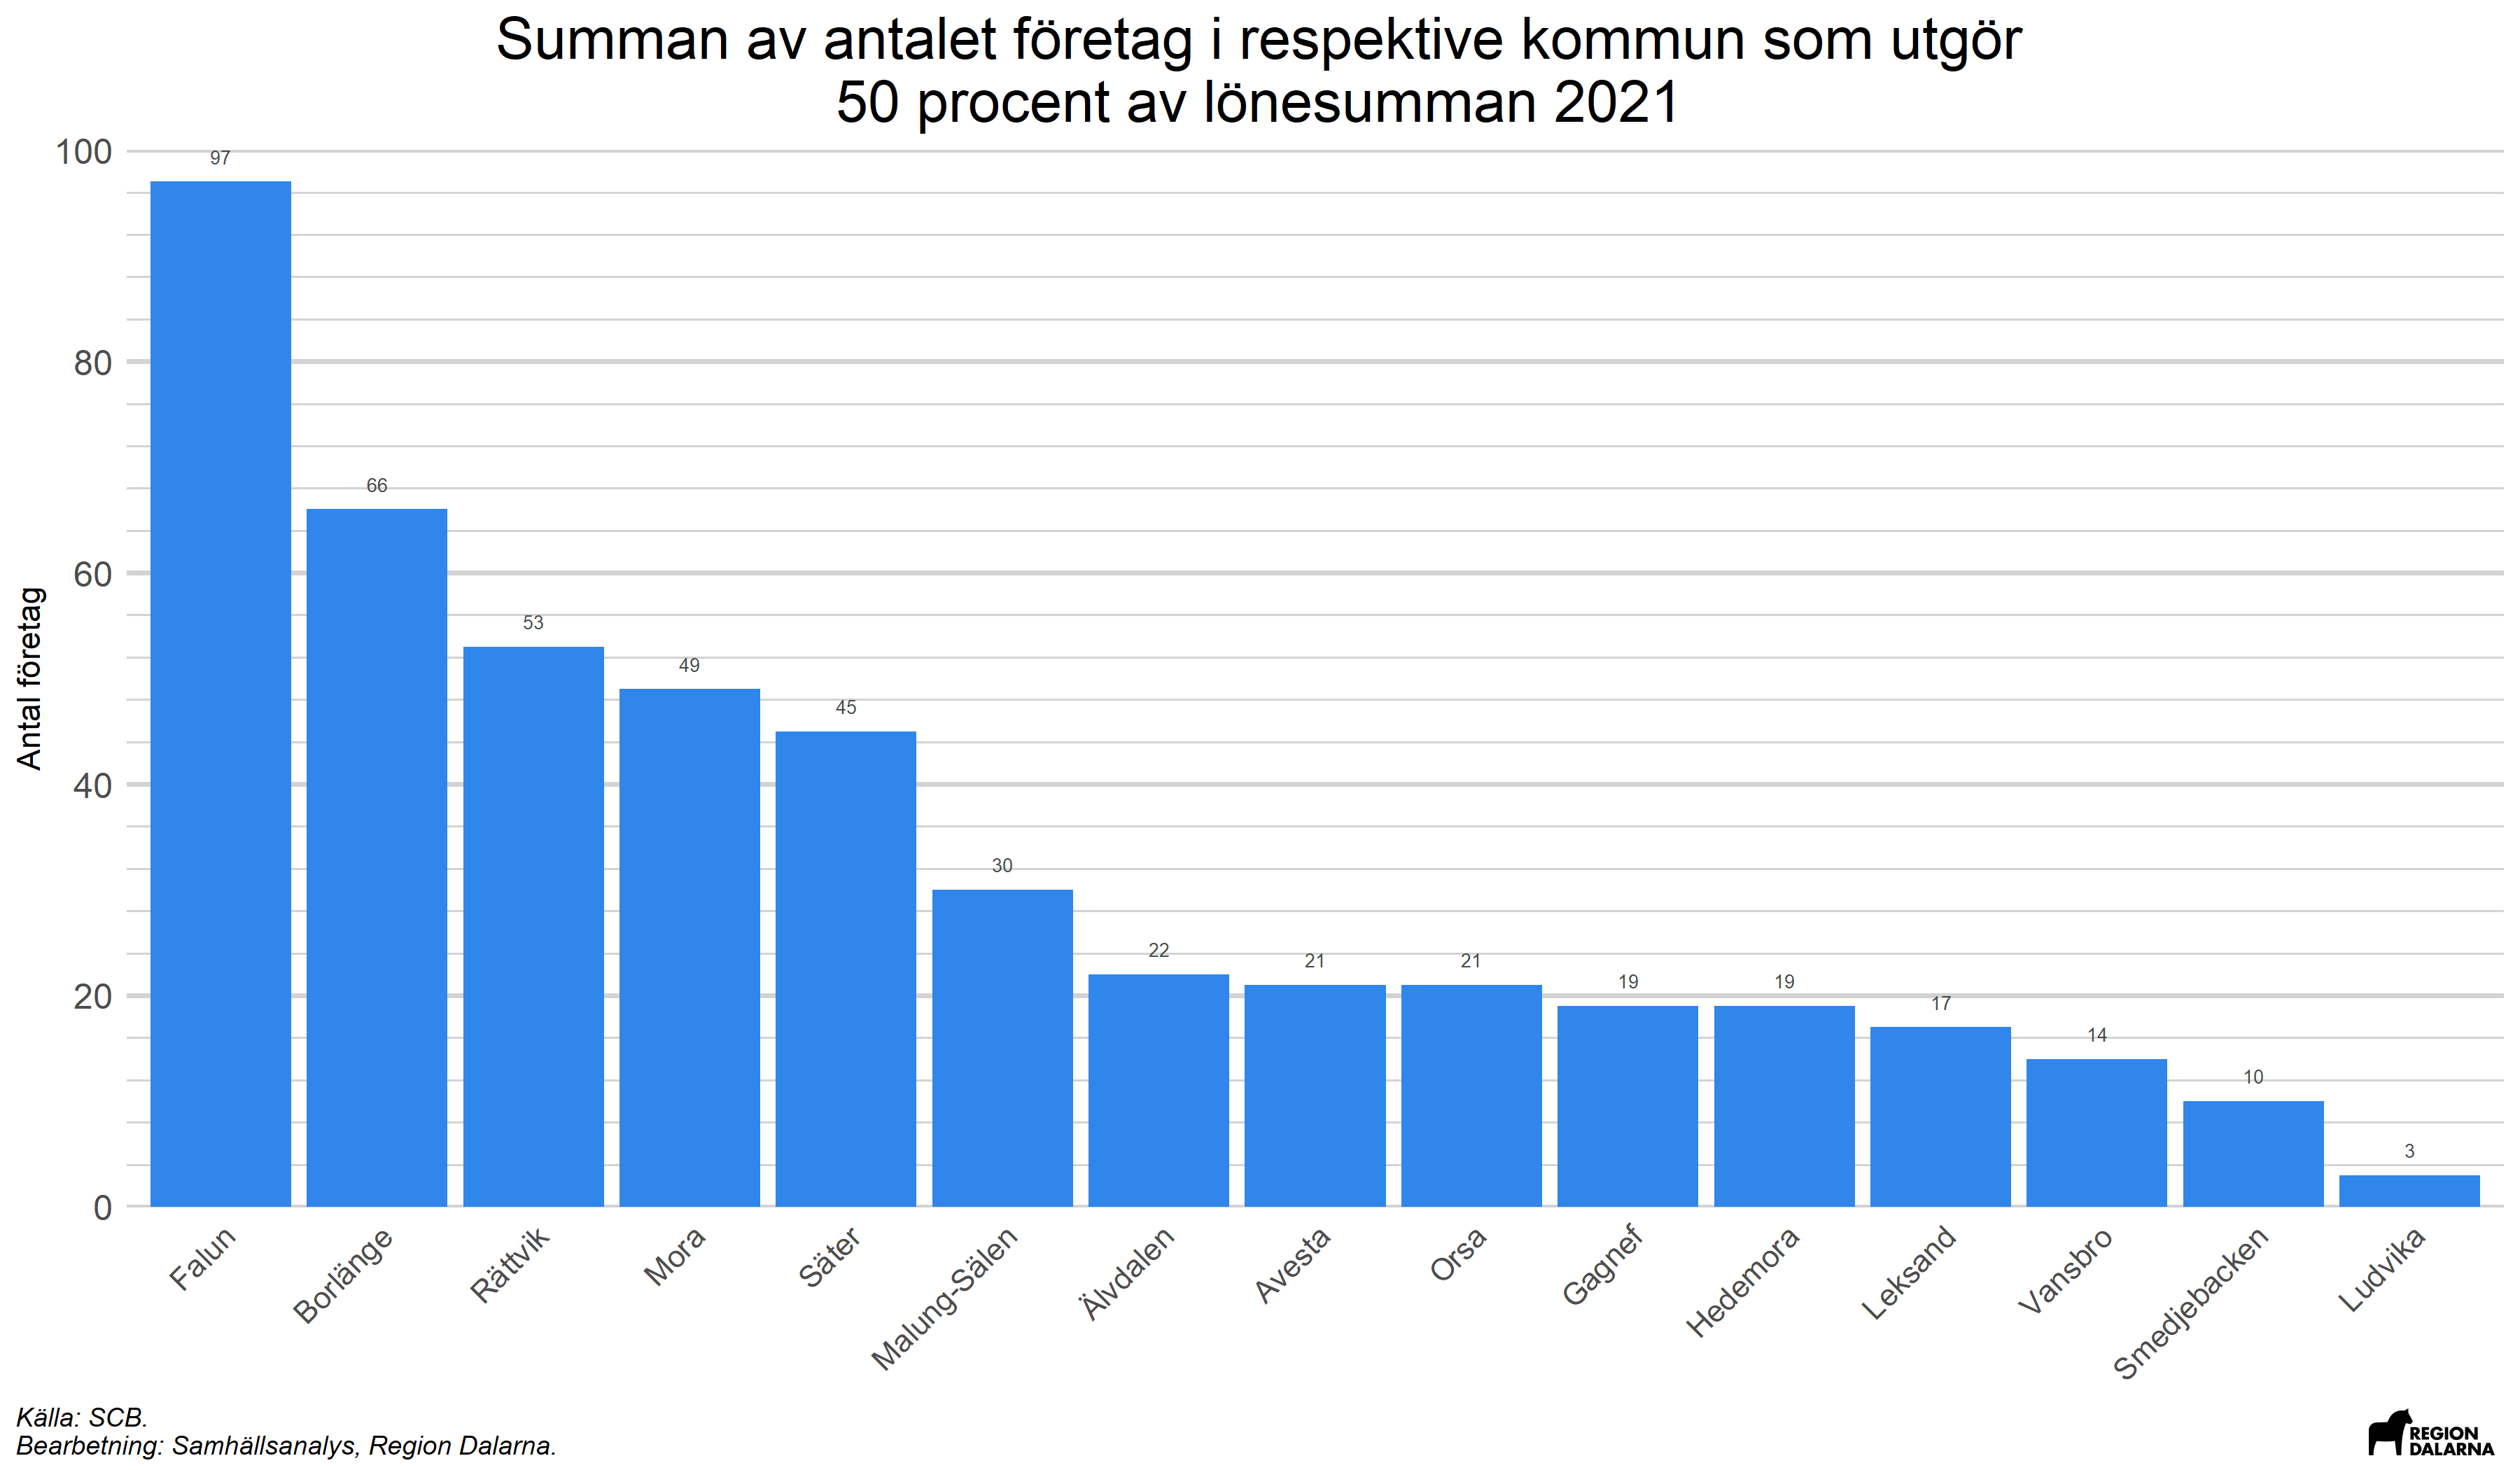 Summan av antalet företag i respektive kommun som utgör
50 procent av lönesumman 2021
Antal företag
100
80
60
40
20
0
97
66
53
49
45
30
22
21
21
19
19
17
14
10
3
Falun
Borlänge
Rättvik
Mora
Säter
Malung-Sälen
Älvdalen
Avesta
Orsa
Gagnef
Hedemora
Leksand
Vansbro
Smedjebacken
Ludvika
Källa: SCB.
Bearbetning: Samhällsanalys, Region Dalarna.
REGION
DALARNA